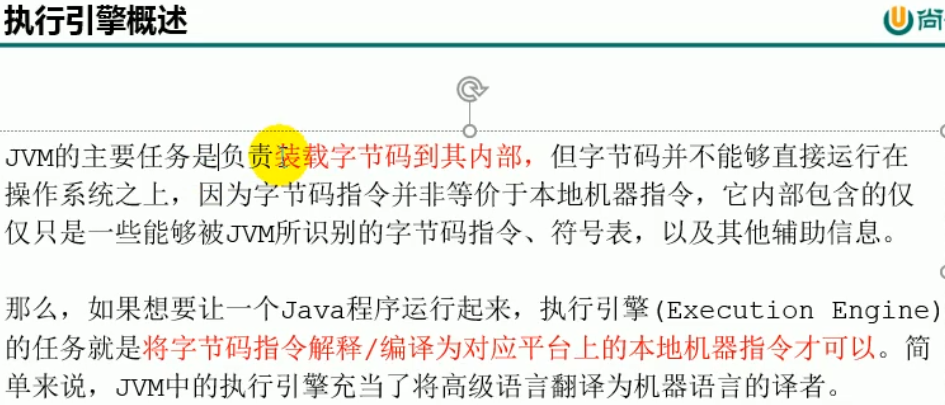 执行引擎概述
尚
JVM的主要任务是负责装载字节码到其内部，但字节码并不能够直接运行在
操作系统之上，因为字节码指令并非等价于本地机器指令，它内部包含的仅
仅只是一些能够被JVM所识别的字节码指令、符号表，以及其他辅助信息。
那么，如果想要让一个Java程序运行起来，执行引擎(Execution Engine)
的任务就是将字节码指令解释/编译为对应平台上的本地机器指令才可以。简
单来说，JVM中的执行引擎充当了将高级语言翻译为机器语言的译者。